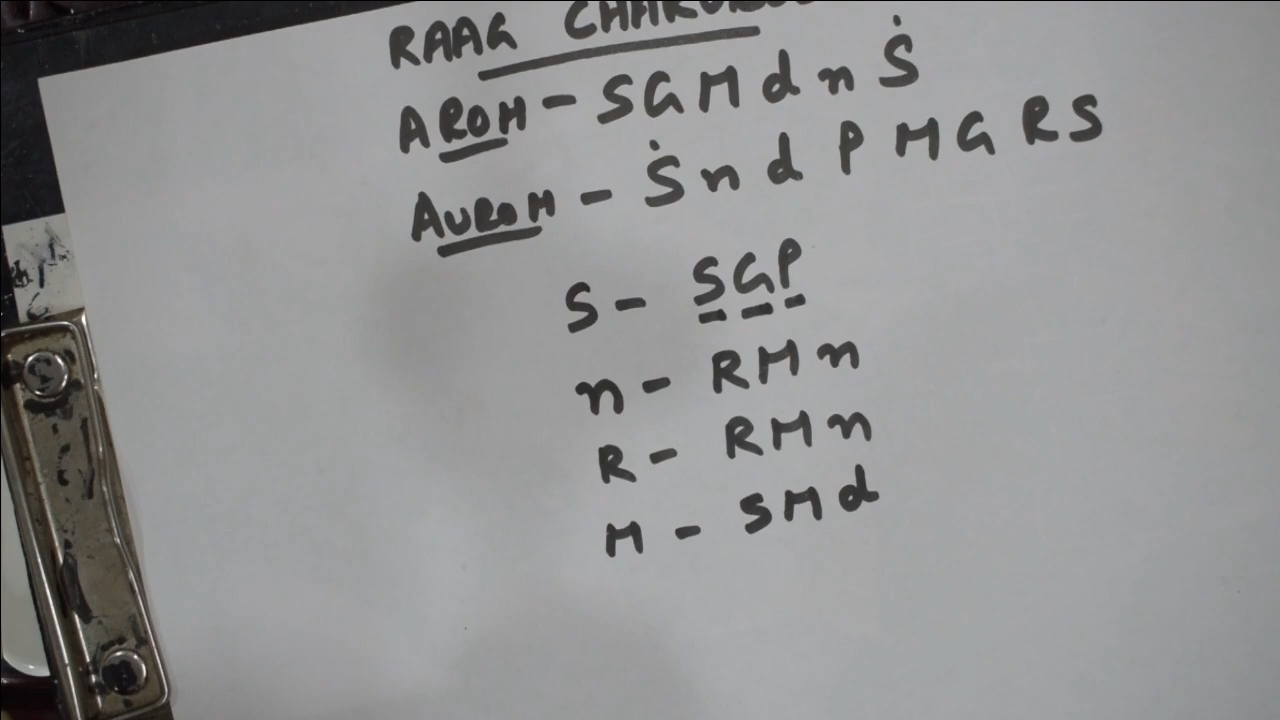 RAAG
AROH - SGMdnṠ
AUROH - ṠndPMGRS
S - SGP
n - RMn
R - RMn
M - SMd